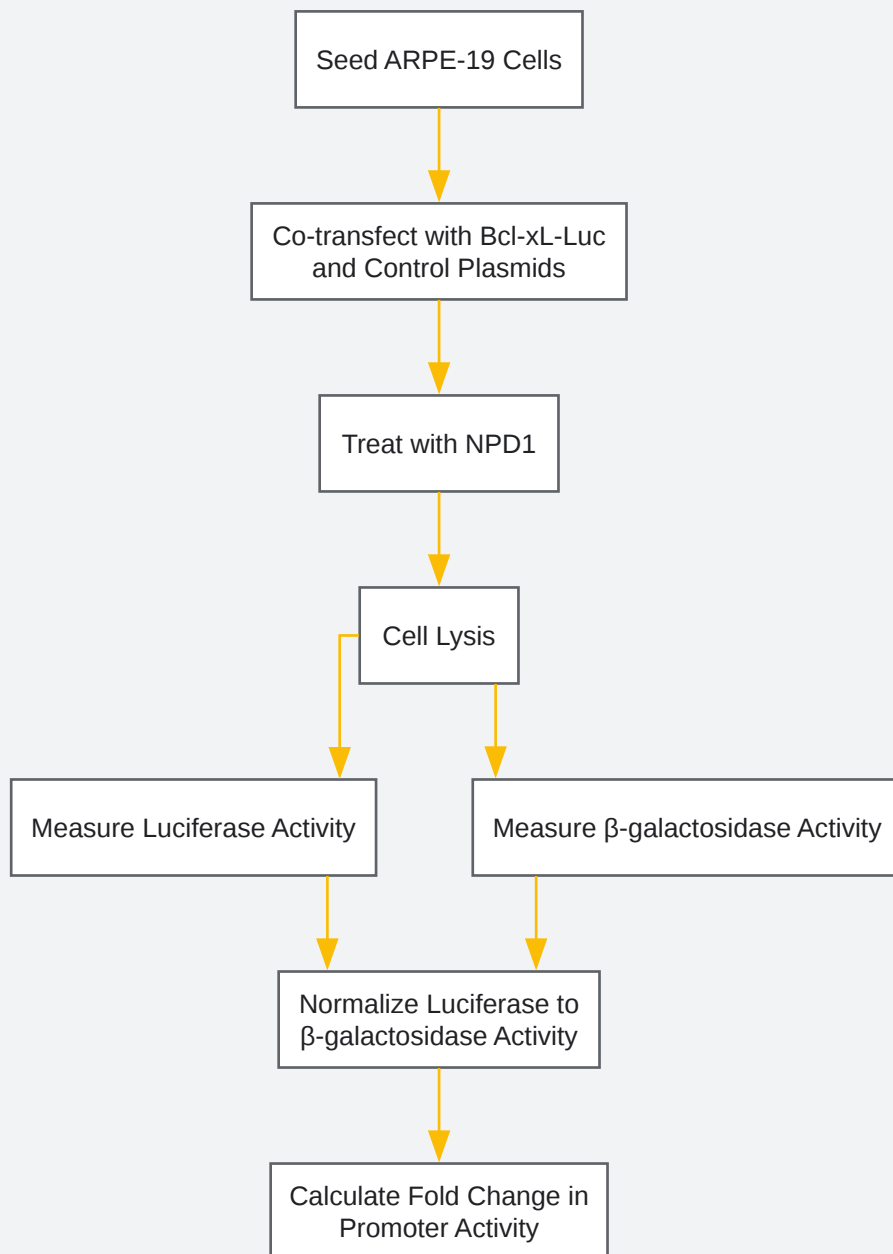 Seed ARPE-19 Cells
Co-transfect with Bcl-xL-Luc
and Control Plasmids
Treat with NPD1
Cell Lysis
Measure Luciferase Activity
Measure β-galactosidase Activity
Normalize Luciferase to
β-galactosidase Activity
Calculate Fold Change in
Promoter Activity